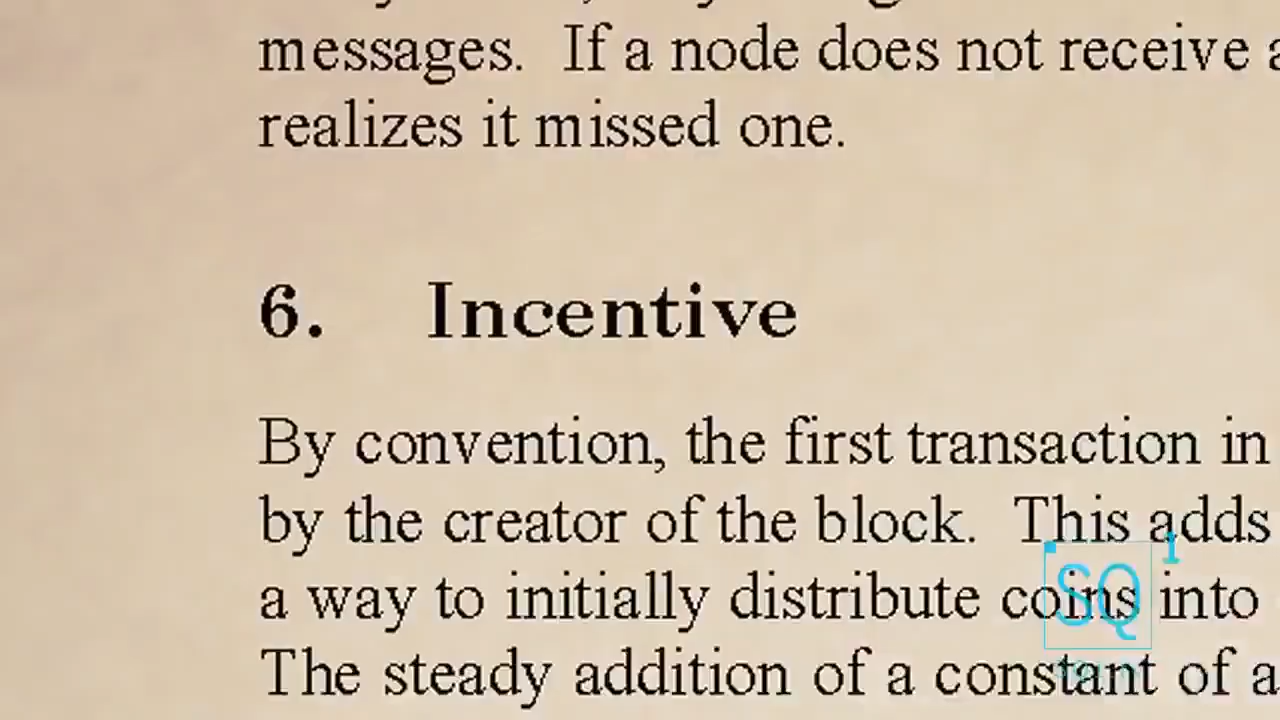 messages.  If a node does not receive a
realizes it missed one.
6. Incentive
By convention, the first transaction in
by the creator of the block.  This adds
a way to initially distribute coins into
The steady addition of a constant of a
SQ1